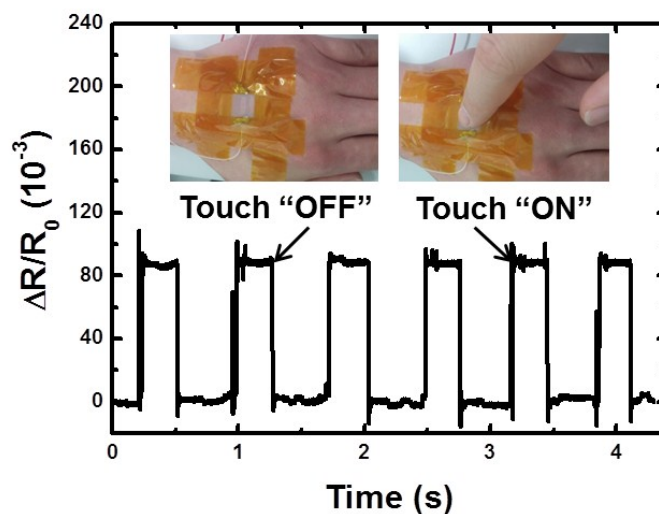 240
200
160
120
80
40
0
ΔR/R₀ (10⁻³)
Touch “OFF”
Touch “ON”
0 1 2 3 4
Time (s)